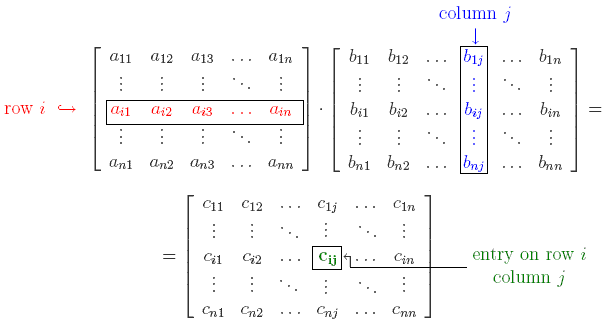 column j
↓
a₁₁ a₁₂ a₁₃ … a₁ₙ   b₁₁ b₁₂ … b₁ⱼ … b₁ₙ
⋮ ⋮ ⋮ ⋱ ⋮   ⋮ ⋮ ⋱ ⋮ ⋱ ⋮
row i ↪ aᵢ₁ aᵢ₂ aᵢ₃ … aᵢₙ · bᵢ₁ bᵢ₂ … bᵢⱼ … bᵢₙ =
⋮ ⋮ ⋮ ⋱ ⋮   ⋮ ⋮ ⋱ ⋮ ⋱ ⋮
aₙ₁ aₙ₂ aₙ₃ … aₙₙ   bₙ₁ bₙ₂ … bₙⱼ … bₙₙ
c₁₁ c₁₂ … c₁ⱼ … c₁ₙ
⋮ ⋮ ⋱ ⋮ ⋱ ⋮
= cᵢ₁ cᵢ₂ … cᵢⱼ … cᵢₙ
entry on row i
column j
⋮ ⋮ ⋱ ⋮ ⋱ ⋮
cₙ₁ cₙ₂ … cₙⱼ … cₙₙ